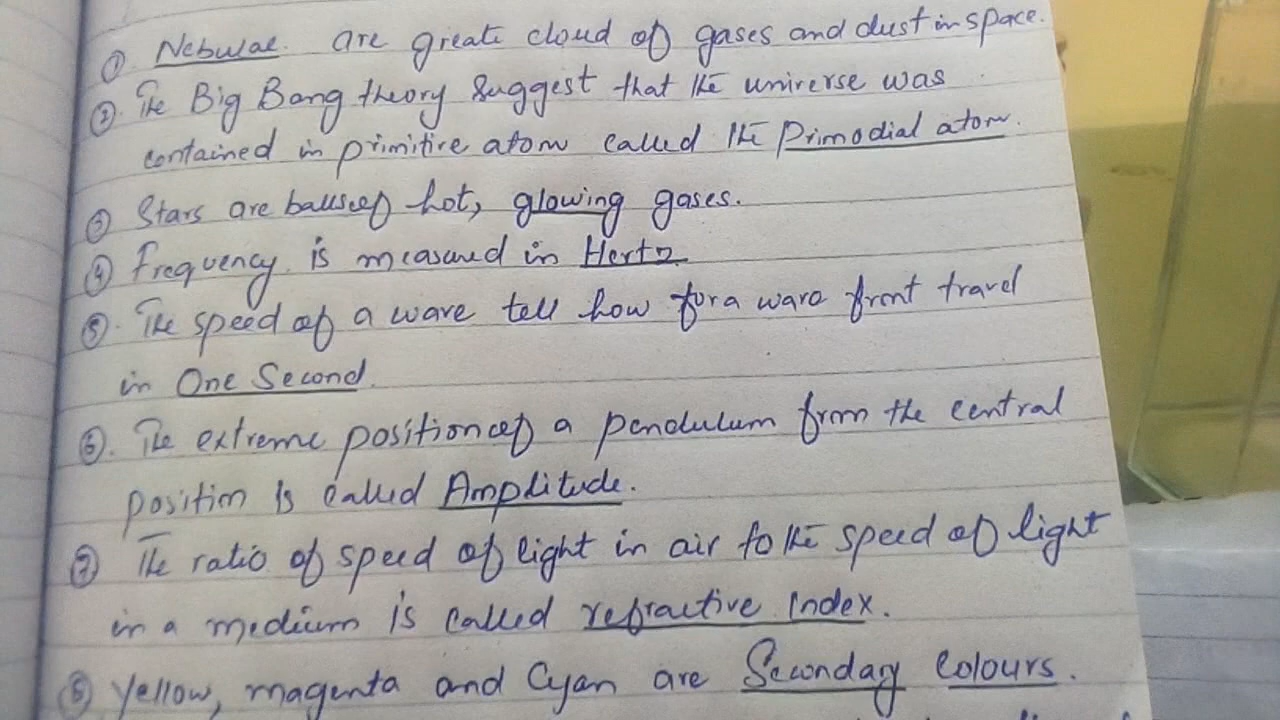 ① Nebulae. are greate cloud of gases and dust in space.
②. The Big Bang theory suggest that the universe was
contained in primitive atom called the Primodial atom.
③ Stars are balls of hot, glowing gases.
④ Frequency is measured in Hertz
⑤. The speed of a wave tell how for a wave front travel
in One Second.
⑥. The extreme position of a pendulum from the central
position is called Amplitude.
⑦ The ratio of speed of light in air to the speed of light
in a medium is called refractive Index.
⑧ Yellow, magenta and Cyan are Secondary Colours.